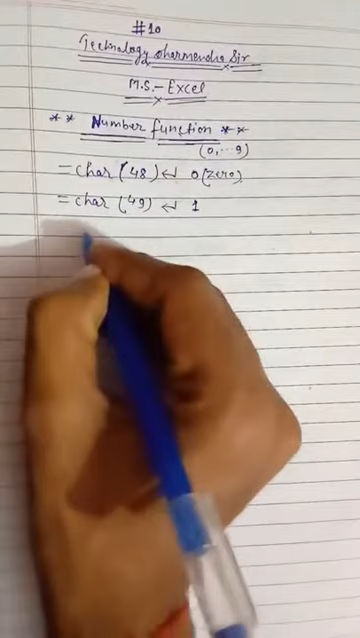 #10
Technology Dharmendra Sir
M.S.-Excel
** Number function **
(0,...9)
=char (48) ↵ 0(zero)
=char (49) ↵ 1